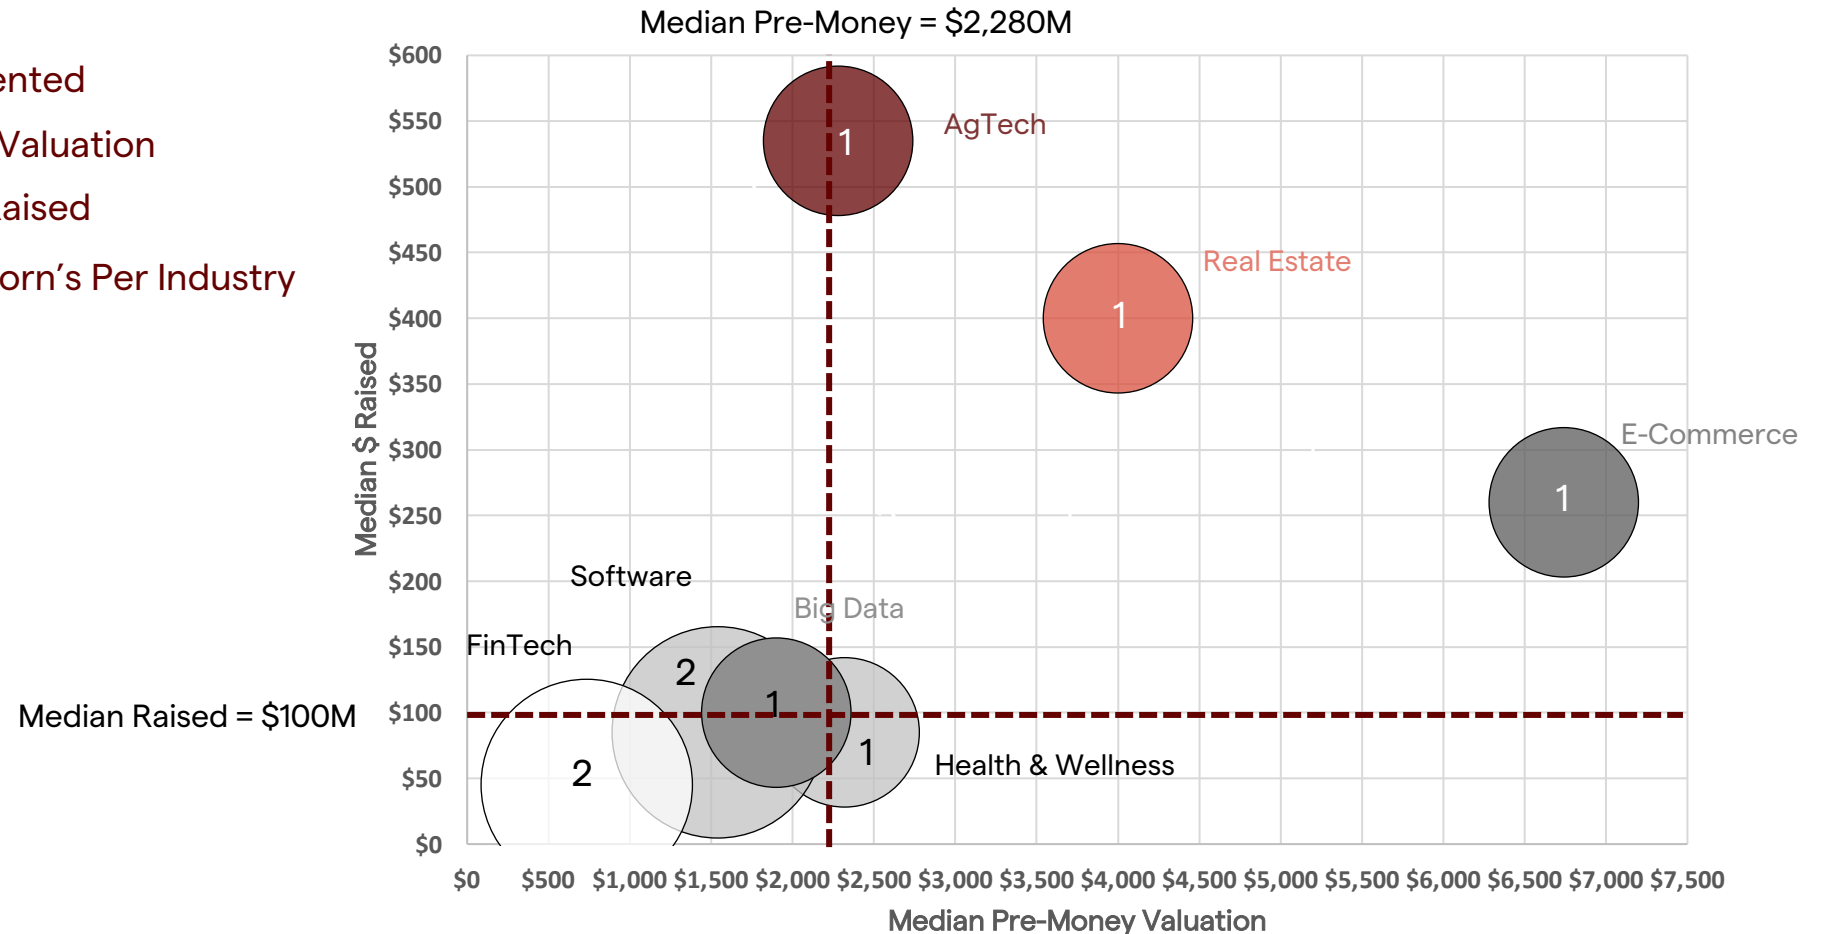 Median Pre-Money = $2,280M
Valuation
orn's Per Industry
$600
$550
$500
$450
$400
$350
$300
$250
$200
$150
$100
$50
$0
Median $ Raised
AgTech
1
Real Estate
1
E-Commerce
1
Software
2
Big Data
1
FinTech
2
1
Health & Wellness
Median Raised = $100M
$0 $500 $1,000 $1,500 $2,000 $2,500 $3,000 $3,500 $4,000 $4,500 $5,000 $5,500 $6,000 $6,500 $7,000 $7,500
Median Pre-Money Valuation